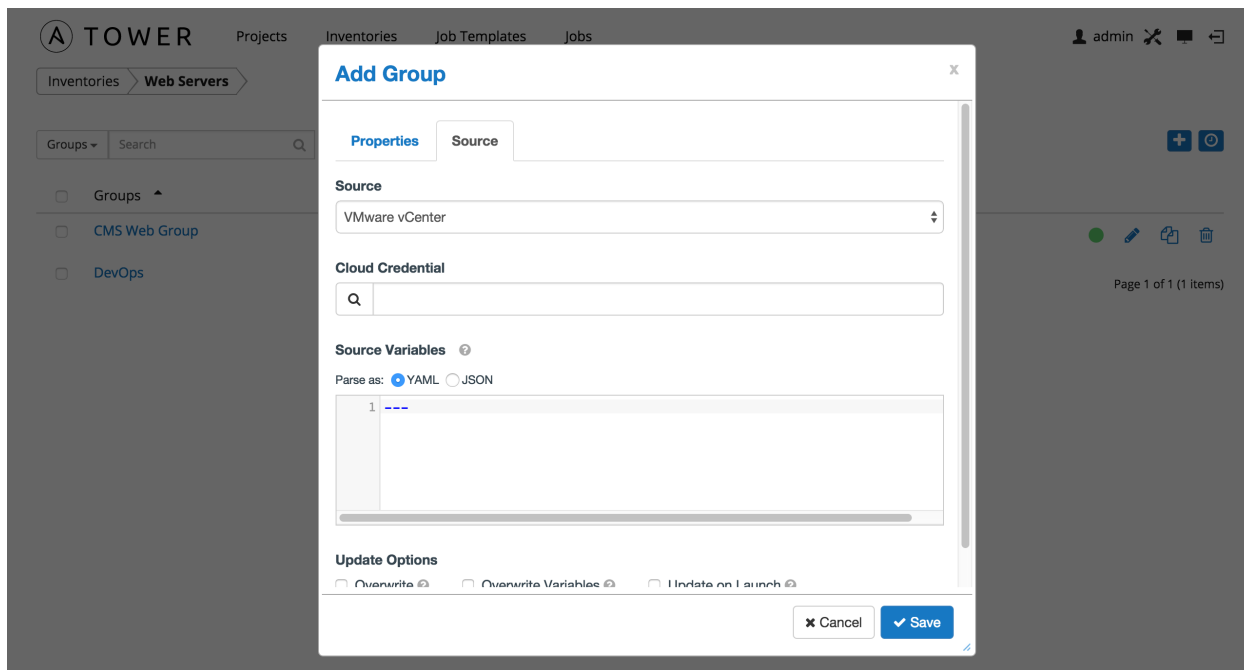 TOWER Projects Inventories Job Templates Jobs admin
Inventories Web Servers
Add Group x
Properties Source
Groups Search
Source
Groups
VMware vCenter
CMS Web Group
Cloud Credential
DevOps
Page 1 of 1 (1 items)
Source Variables ?
Parse as: YAML JSON
1 ---
Update Options
Overwrite ? Overwrite Variables ? Update on Launch ?
Cancel Save